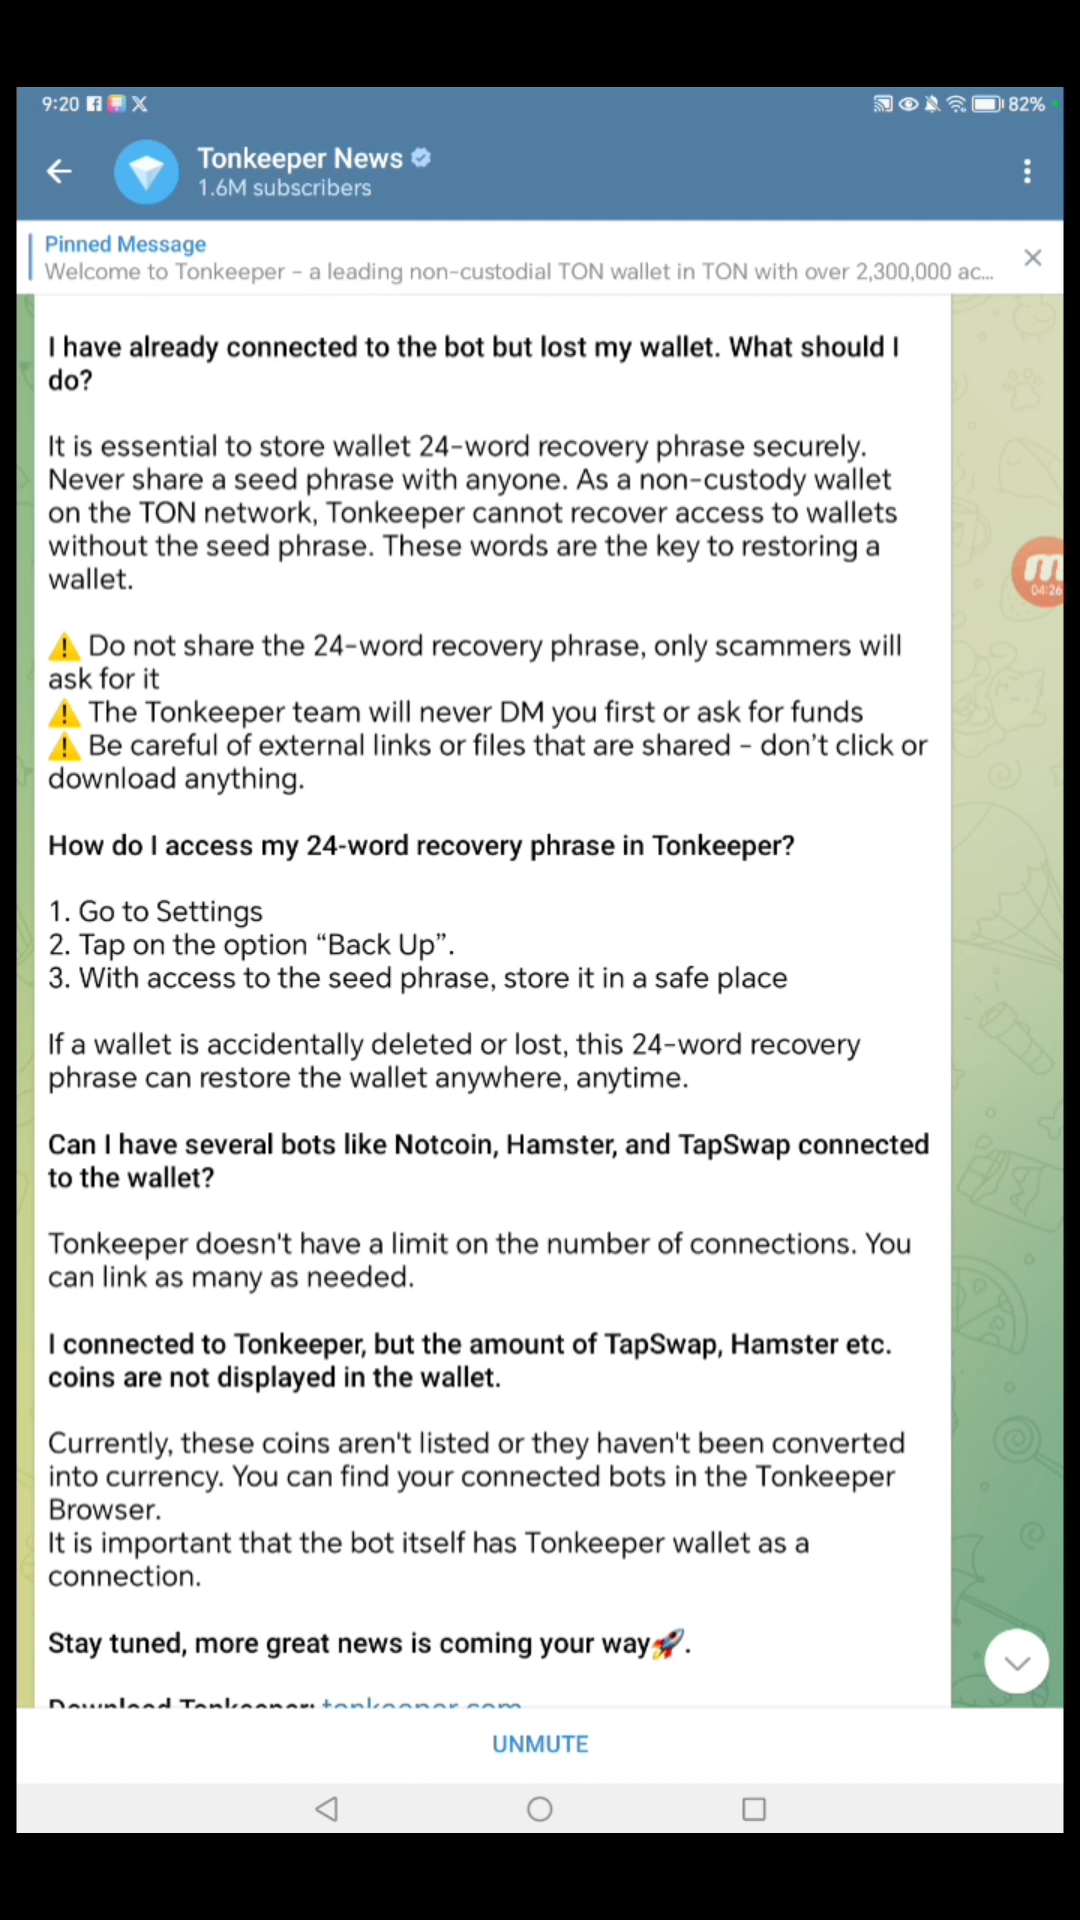 9:20
82%
Tonkeeper News
1.6M subscribers
Pinned Message
Welcome to Tonkeeper – a leading non-custodial TON wallet in TON with over 2,300,000 ac...
I have already connected to the bot but lost my wallet. What should I
do?
It is essential to store wallet 24-word recovery phrase securely.
Never share a seed phrase with anyone. As a non-custody wallet
on the TON network, Tonkeeper cannot recover access to wallets
without the seed phrase. These words are the key to restoring a
wallet.
⚠️ Do not share the 24-word recovery phrase, only scammers will
ask for it
⚠️ The Tonkeeper team will never DM you first or ask for funds
⚠️ Be careful of external links or files that are shared – don't click or
download anything.
04:26
How do I access my 24-word recovery phrase in Tonkeeper?
1. Go to Settings
2. Tap on the option “Back Up”.
3. With access to the seed phrase, store it in a safe place
If a wallet is accidentally deleted or lost, this 24-word recovery
phrase can restore the wallet anywhere, anytime.
Can I have several bots like Notcoin, Hamster, and TapSwap connected
to the wallet?
Tonkeeper doesn't have a limit on the number of connections. You
can link as many as needed.
I connected to Tonkeeper, but the amount of TapSwap, Hamster etc.
coins are not displayed in the wallet.
Currently, these coins aren't listed or they haven't been converted
into currency. You can find your connected bots in the Tonkeeper
Browser.
It is important that the bot itself has Tonkeeper wallet as a
connection.
Stay tuned, more great news is coming your way🚀.
Download Tonkeeper: tonkeeper.com
UNMUTE